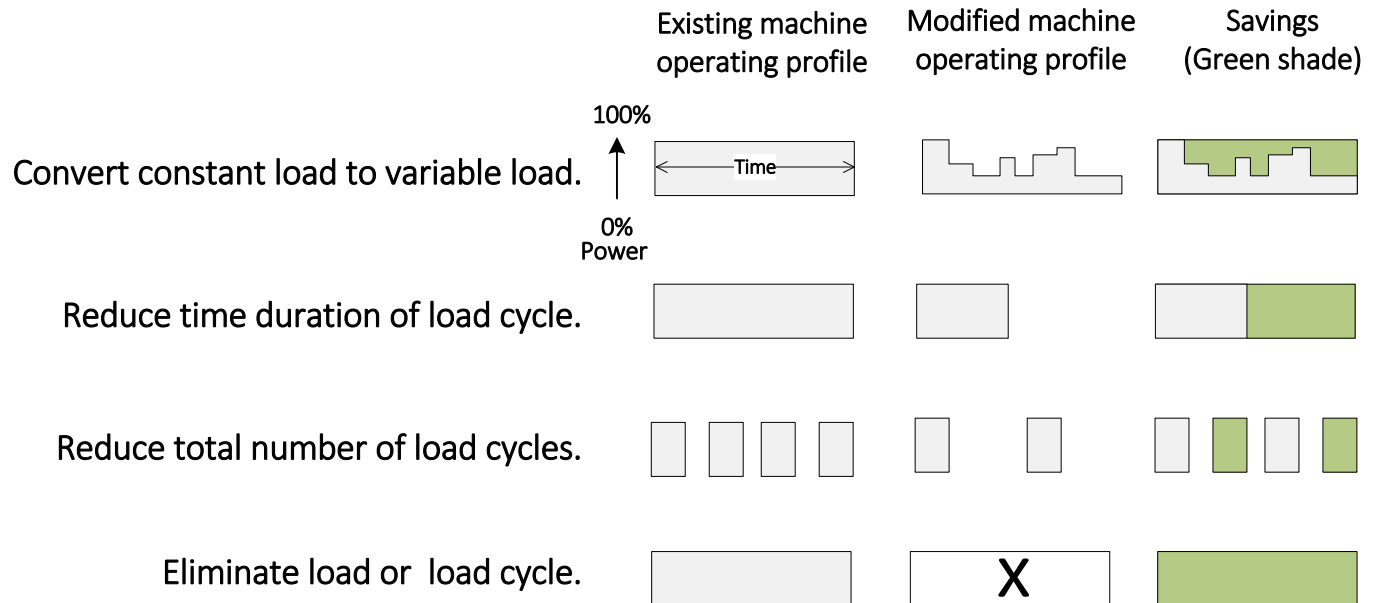 Existing machine
operating profile
Modified machine
operating profile
Savings
(Green shade)
Convert constant load to variable load.
100%
0%
Power
Time
Reduce time duration of load cycle.
Reduce total number of load cycles.
Eliminate load or  load cycle.
X